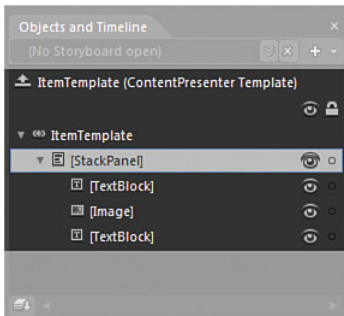 Objects and Timeline
(No Storyboard open)
ItemTemplate (ContentPresenter Template)
ItemTemplate
[StackPanel]
[TextBlock]
[Image]
[TextBlock]